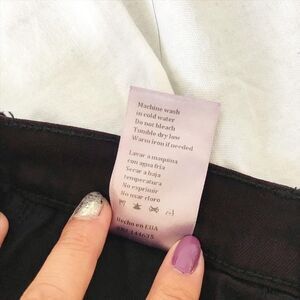 Machine wash
in cold water
Do not bleach
Tumble dry low
Warm iron if needed
Lavar a maquina
con agua fria
Secar a baja
temperatura
No exprimir
No usar cloro
Hecho en EUA
144635